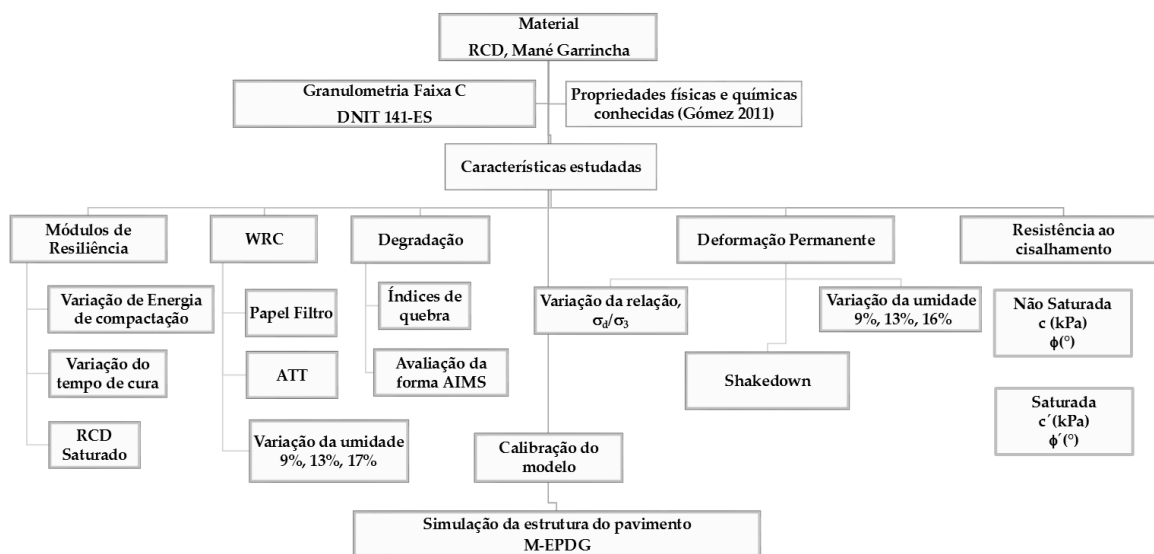 Material
RCD, Mané Garrincha
Granulometria Faixa C
DNIT 141-ES
Propriedades físicas e químicas
conhecidas (Gómez 2011)
Características estudadas
Módulos de
Resiliência
WRC
Degradação
Deformação Permanente
Resistência ao
cisalhamento
Variação de Energia
de compactação
Variação do
tempo de cura
RCD
Saturado
Papel Filtro
ATT
Variação da umidade
9%, 13%, 17%
Índices de
quebra
Avaliação da
forma AIMS
Variação da relação,
σd/σ3
Shakedown
Variação da umidade
9%, 13%, 16%
Não Saturada
c (kPa)
ϕ(°)
Saturada
c´(kPa)
ϕ´(°)
Calibração do
modelo
Simulação da estrutura do pavimento
M-EPDG